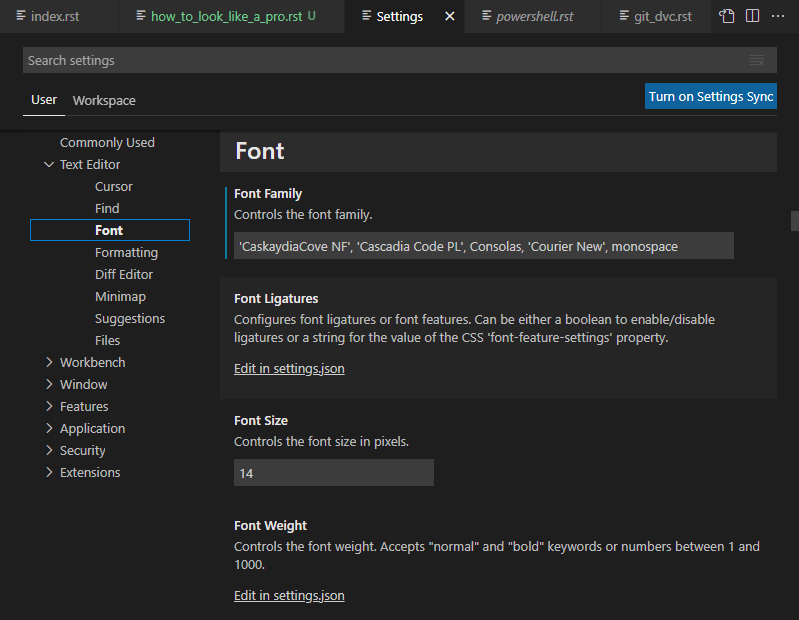 index.rst
how_to_look_like_a_pro.rst U
Settings
powershell.rst
git_dvc.rst
Search settings
User
Workspace
Turn on Settings Sync
Commonly Used
Text Editor
Cursor
Find
Font
Formatting
Diff Editor
Minimap
Suggestions
Files
Workbench
Window
Features
Application
Security
Extensions
Font
Font Family
Controls the font family.
'CaskaydiaCove NF', 'Cascadia Code PL', Consolas, 'Courier New', monospace
Font Ligatures
Configures font ligatures or font features. Can be either a boolean to enable/disable
ligatures or a string for the value of the CSS 'font-feature-settings' property.
Edit in settings.json
Font Size
Controls the font size in pixels.
14
Font Weight
Controls the font weight. Accepts "normal" and "bold" keywords or numbers between 1 and
1000.
Edit in settings.json